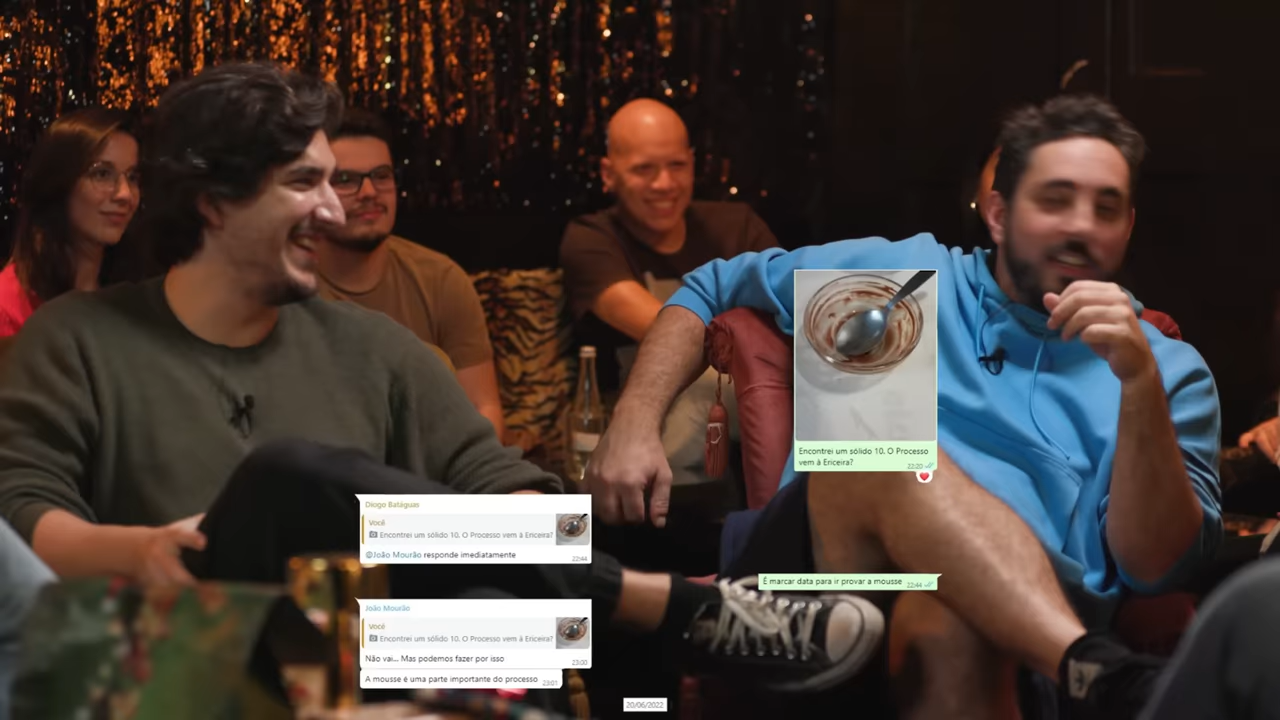 Encontrei um sólido 10. O Processo
vem à Ericeira?
22:20
Diogo Batáguas
Você
Encontrei um sólido 10. O Processo vem à Ericeira?
@João Mourão responde imediatamente
22:44
É marcar data para ir provar a mousse
22:44
João Mourão
Você
Encontrei um sólido 10. O Processo vem à Ericeira?
Não vai... Mas podemos fazer por isso
23:00
A mousse é uma parte importante do processo
23:01
20/06/2022